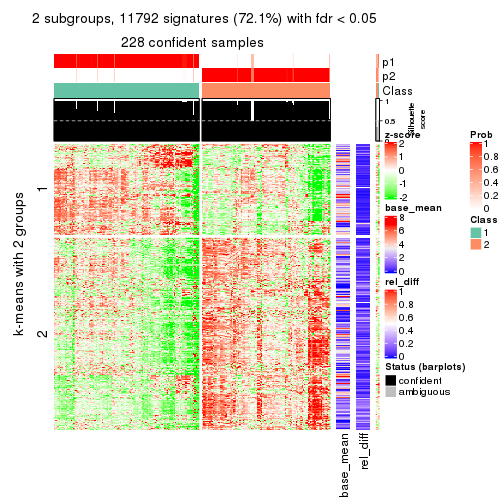 2 subgroups, 11792 signatures (72.1%) with fdr < 0.05
228 confident samples
p1
p2
Class
1
0.5
0
Silhouette
score
k-means with 2 groups
1
2
base_mean
rel_diff
z-score
2
1
0
-1
-2
base_mean
8
6
4
2
0
rel_diff
1
0.8
0.6
0.4
0.2
0
Status (barplots)
confident
ambiguous
Prob
1
0.8
0.6
0.4
0.2
0
Class
1
2